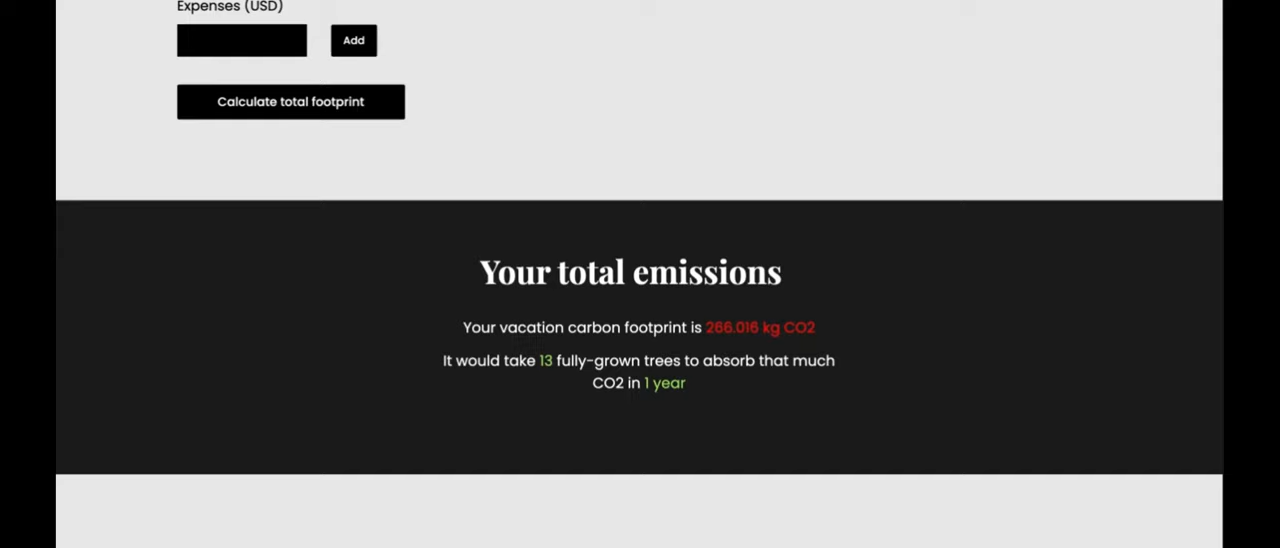 Expenses (USD)
Add
Calculate total footprint
Your total emissions
Your vacation carbon footprint is 266.016 kg CO2
It would take 13 fully-grown trees to absorb that much
CO2 in 1 year